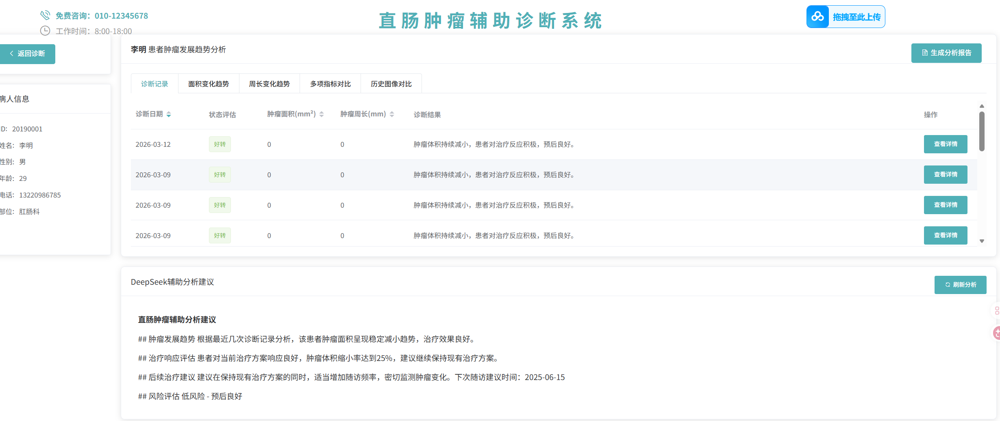 免费咨询：010-12345678
工作时间：8:00-18:00
直肠肿瘤辅助诊断系统
拖拽至此上传
返回诊断
病人信息
ID: 20190001
姓名: 李明
性别: 男
年龄: 29
电话: 13220986785
部位: 肛肠科
李明 患者肿瘤发展趋势分析
生成分析报告
诊断记录 面积变化趋势 周长变化趋势 多项指标对比 历史图像对比
诊断日期 状态评估 肿瘤面积(mm²) 肿瘤周长(mm) 诊断结果 操作
2026-03-12 好转 0 0 肿瘤体积持续减小，患者对治疗反应积极，预后良好。 查看详情
2026-03-09 好转 0 0 肿瘤体积持续减小，患者对治疗反应积极，预后良好。 查看详情
2026-03-09 好转 0 0 肿瘤体积持续减小，患者对治疗反应积极，预后良好。 查看详情
2026-03-09 好转 0 0 肿瘤体积持续减小，患者对治疗反应积极，预后良好。 查看详情
DeepSeek辅助分析建议
刷新分析
直肠肿瘤辅助分析建议
## 肿瘤发展趋势 根据最近几次诊断记录分析，该患者肿瘤面积呈现稳定减小趋势，治疗效果良好。
## 治疗响应评估 患者对当前治疗方案响应良好，肿瘤体积缩小率达到25%，建议继续保持现有治疗方案。
## 后续治疗建议 建议在保持现有治疗方案的同时，适当增加随访频率，密切监测肿瘤变化。下次随访建议时间：2025-06-15
## 风险评估 低风险 - 预后良好